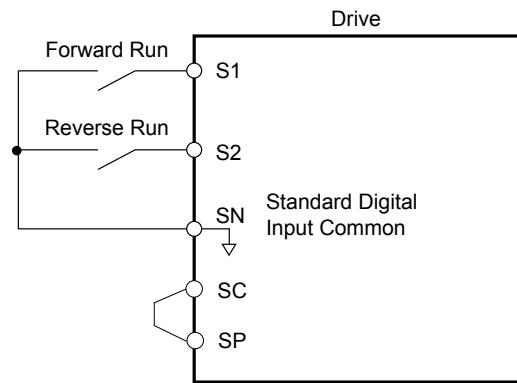 Drive
Forward Run
S1
Reverse Run
S2
SN
Standard Digital
Input Common
SC
SP